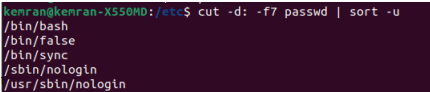 kemran@kemran-X550MD:/etc$ cut -d: -f7 passwd | sort -u
/bin/bash
/bin/false
/bin/sync
/sbin/nologin
/usr/sbin/nologin